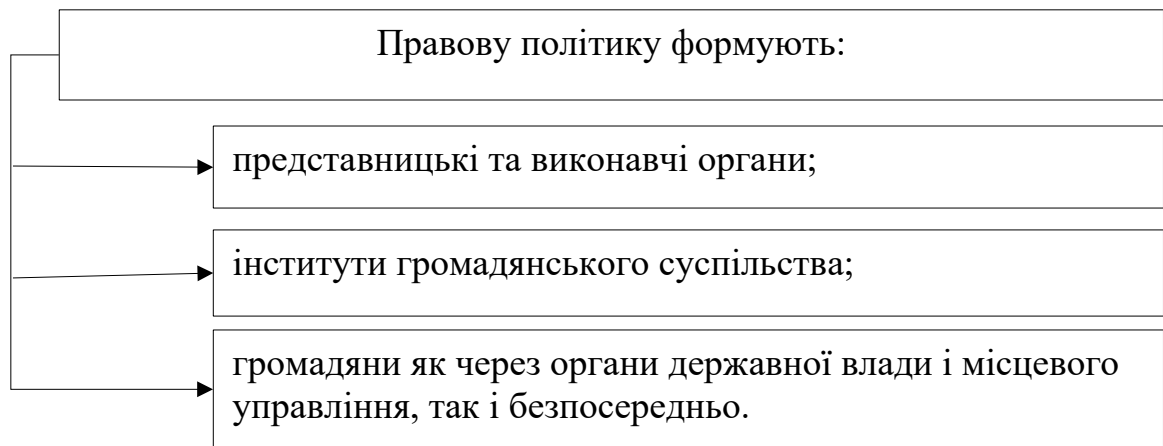 Правову політику формують:
представницькі та виконавчі органи;
інститути громадянського суспільства;
громадяни як через органи державної влади і місцевого
управління, так і безпосередньо.